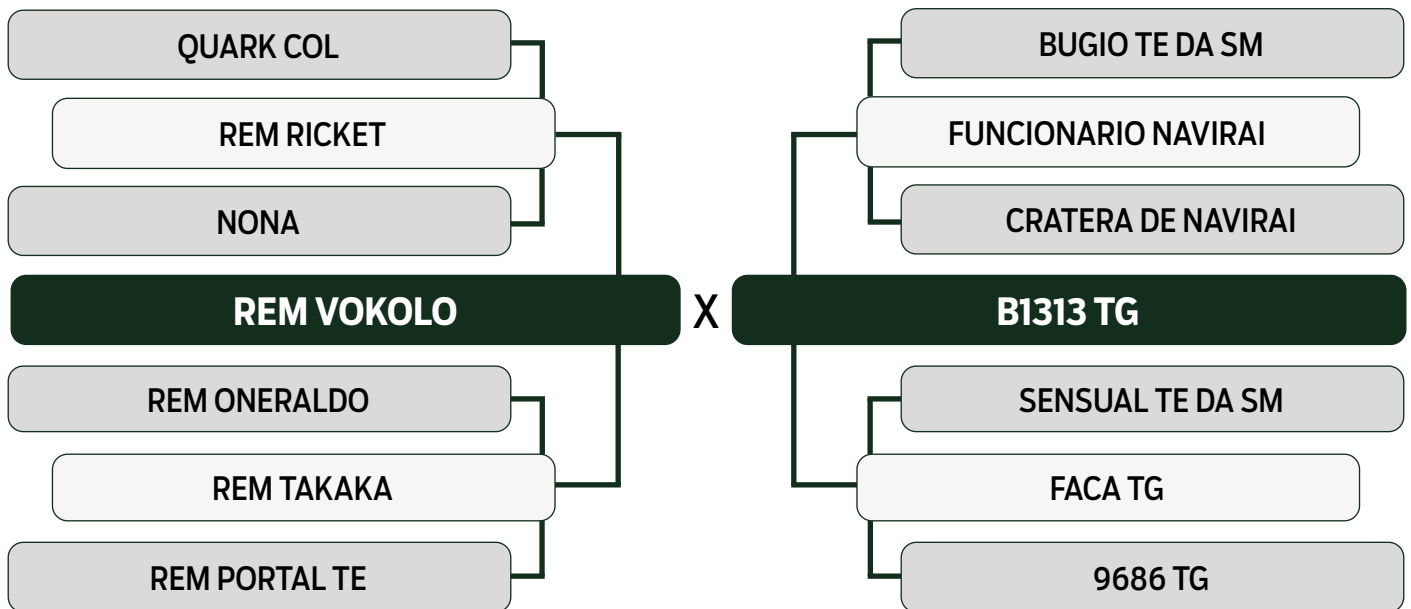 QUARK COL
REM RICKET
NONA
REM VOKOLO
REM ONERALDO
REM TAKAKA
REM PORTAL TE
X
BUGIO TE DA SM
FUNCIONARIO NAVIRAI
CRATERA DE NAVIRAI
B1313 TG
SENSUAL TE DA SM
FACA TG
9686 TG